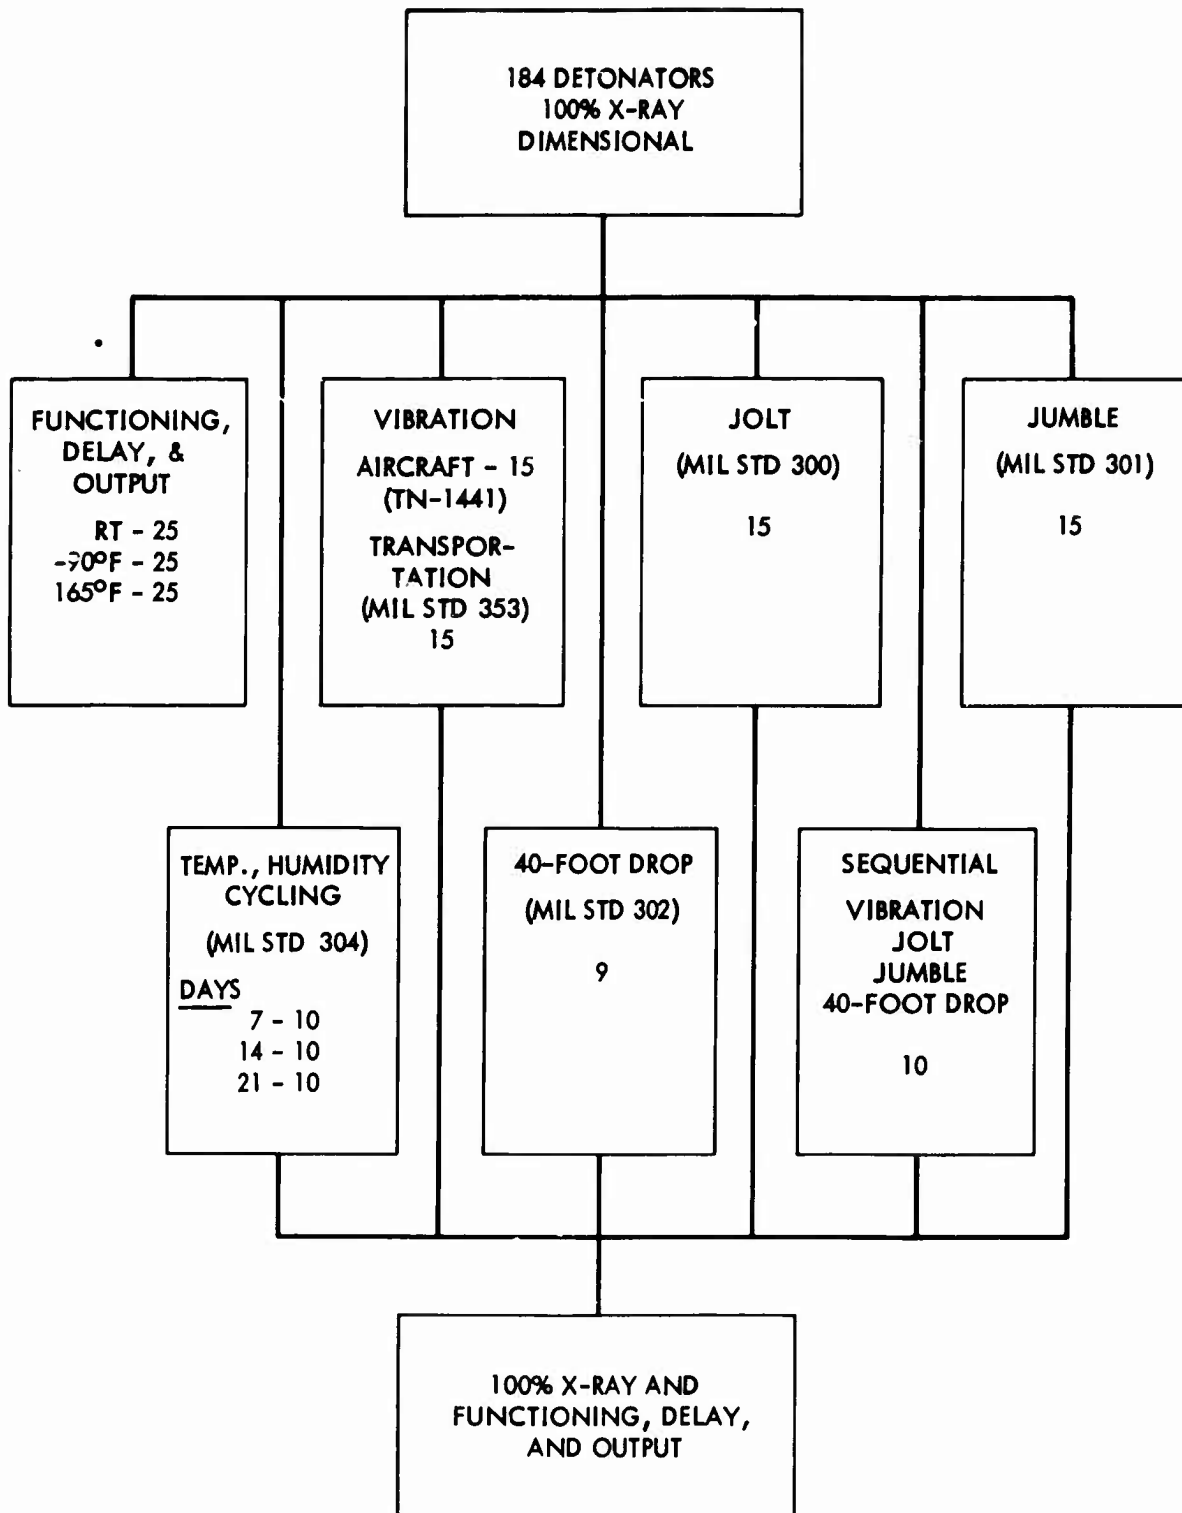 184 DETONATORS
100% X-RAY
DIMENSIONAL
FUNCTIONING,
DELAY, &
OUTPUT
RT - 25
165°F - 25
VIBRATION
AIRCRAFT - 15
(TN-1441)
TRANSPOR-
TATION
(MIL STD 353)
15
JOLT
(MIL STD 300)
15
JUMBLE
(MIL STD 301)
15
TEMP., HUMIDITY
CYCLING
(MIL STD 304)
DAYS
7 - 10
14 - 10
21 - 10
40-FOOT DROP
(MIL STD 302)
9
SEQUENTIAL
VIBRATION
JOLT
JUMBLE
40-FOOT DROP
10
100% X-RAY AND
FUNCTIONING, DELAY,
AND OUTPUT